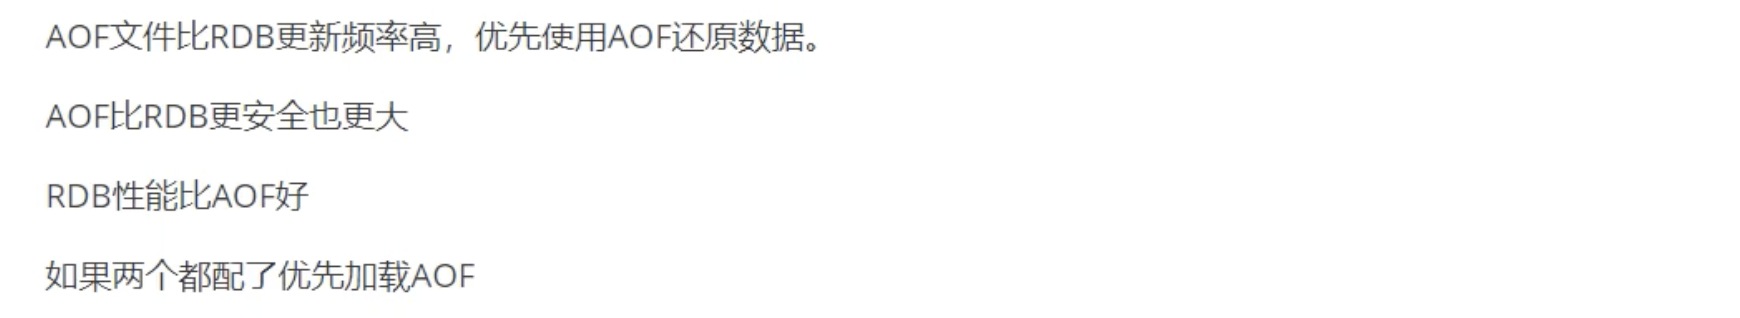 AOF文件比RDB更新频率高，优先使用AOF还原数据。
AOF比RDB更安全也更大
RDB性能比AOF好
如果两个都配了优先加载AOF